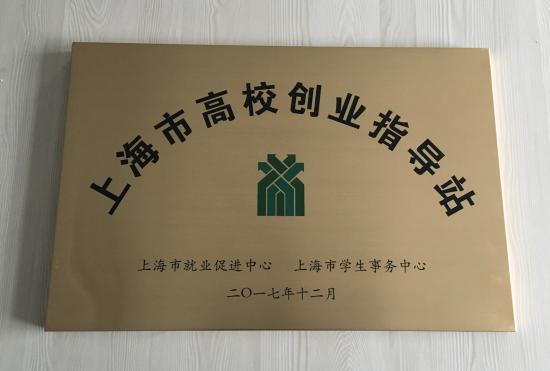 上海市高校创业指导站
上海市就业促进中心 上海市学生事务中心
二〇一七年十二月